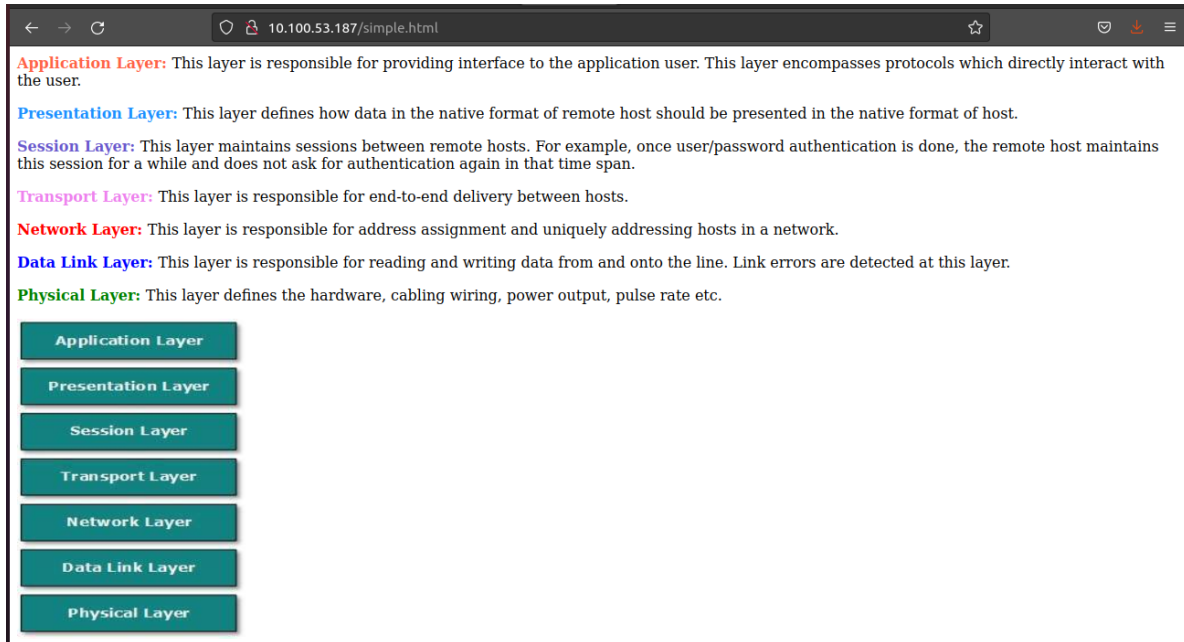 10.100.53.187/simple.html
Application Layer: This layer is responsible for providing interface to the application user. This layer encompasses protocols which directly interact with
the user.
Presentation Layer: This layer defines how data in the native format of remote host should be presented in the native format of host.
Session Layer: This layer maintains sessions between remote hosts. For example, once user/password authentication is done, the remote host maintains
this session for a while and does not ask for authentication again in that time span.
Transport Layer: This layer is responsible for end-to-end delivery between hosts.
Network Layer: This layer is responsible for address assignment and uniquely addressing hosts in a network.
Data Link Layer: This layer is responsible for reading and writing data from and onto the line. Link errors are detected at this layer.
Physical Layer: This layer defines the hardware, cabling wiring, power output, pulse rate etc.
Application Layer
Presentation Layer
Session Layer
Transport Layer
Network Layer
Data Link Layer
Physical Layer